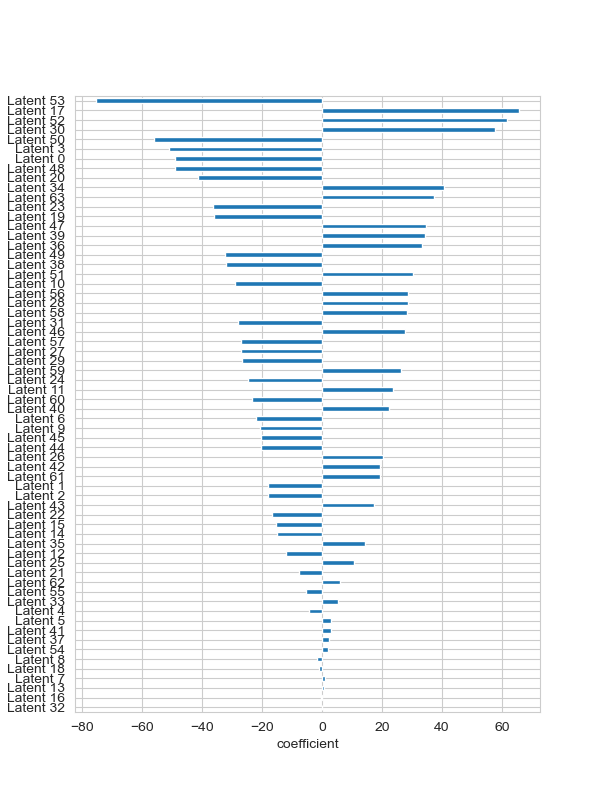 Latent 53
Latent 17
Latent 52
Latent 30
Latent 50
Latent 3
Latent 0
Latent 48
Latent 20
Latent 34
Latent 63
Latent 23
Latent 19
Latent 47
Latent 39
Latent 36
Latent 49
Latent 38
Latent 51
Latent 10
Latent 56
Latent 28
Latent 58
Latent 31
Latent 46
Latent 57
Latent 27
Latent 29
Latent 59
Latent 24
Latent 11
Latent 60
Latent 40
Latent 6
Latent 9
Latent 45
Latent 44
Latent 26
Latent 42
Latent 61
Latent 1
Latent 2
Latent 43
Latent 22
Latent 15
Latent 14
Latent 35
Latent 12
Latent 25
Latent 21
Latent 62
Latent 55
Latent 33
Latent 4
Latent 5
Latent 41
Latent 37
Latent 54
Latent 8
Latent 18
Latent 7
Latent 13
Latent 16
Latent 32
−80 −60 −40 −20 0 20 40 60
coefficient